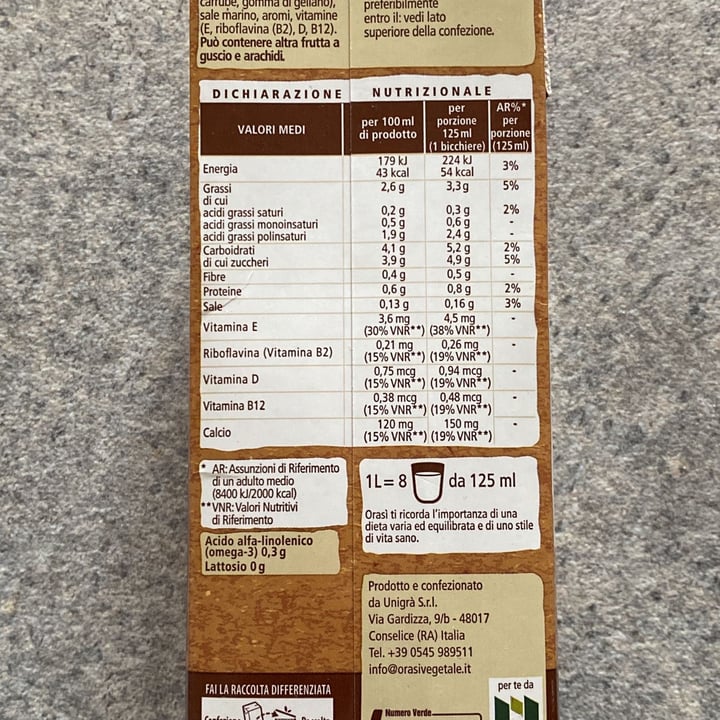 carrube, gomma di gellano),
sale marino, aromi, vitamine
(E, riboflavina (B2), D, B12).
Può contenere altra frutta a
guscio e arachidi.
preferibilmente
entro il: vedi lato
superiore della confezione.
DICHIARAZIONE NUTRIZIONALE
VALORI MEDI
per 100 ml
di prodotto
per
porzione
125 ml
(1 bicchiere)
AR%*
per
porzione
(125 ml)
Energia 179 kJ 224 kJ 3%
43 kcal 54 kcal
Grassi 2,6 g 3,3 g 5%
di cui
acidi grassi saturi 0,2 g 0,3 g 2%
acidi grassi monoinsaturi 0,5 g 0,6 g -
acidi grassi polinsaturi 1,9 g 2,4 g -
Carboidrati 4,1 g 5,2 g 2%
di cui zuccheri 3,9 g 4,9 g 5%
Fibre 0,4 g 0,5 g -
Proteine 0,6 g 0,8 g 2%
Sale 0,13 g 0,16 g 3%
Vitamina E 3,6 mg 4,5 mg -
(30% VNR**) (38% VNR**)
Riboflavina (Vitamina B2) 0,21 mg 0,26 mg -
(15% VNR**) (19% VNR**)
Vitamina D 0,75 mcg 0,94 mcg -
(15% VNR**) (19% VNR**)
Vitamina B12 0,38 mcg 0,48 mcg -
(15% VNR**) (19% VNR**)
Calcio 120 mg 150 mg -
(15% VNR**) (19% VNR**)
* AR: Assunzioni di Riferimento
di un adulto medio
(8400 kJ/2000 kcal)
**VNR: Valori Nutritivi
di Riferimento
1L= 8 da 125 ml
Orasì ti ricorda l'importanza di una
dieta varia ed equilibrata e di uno stile
di vita sano.
Acido alfa-linolenico
(omega-3) 0,3 g
Lattosio 0 g
Prodotto e confezionato
da Unigrà S.r.l.
Via Gardizza, 9/b - 48017
Conselice (RA) Italia
Tel. +39 0545 989511
info@orasivegetale.it
FAI LA RACCOLTA DIFFERENZIATA
Confezione
Raccolta
Numero Verde
per te da